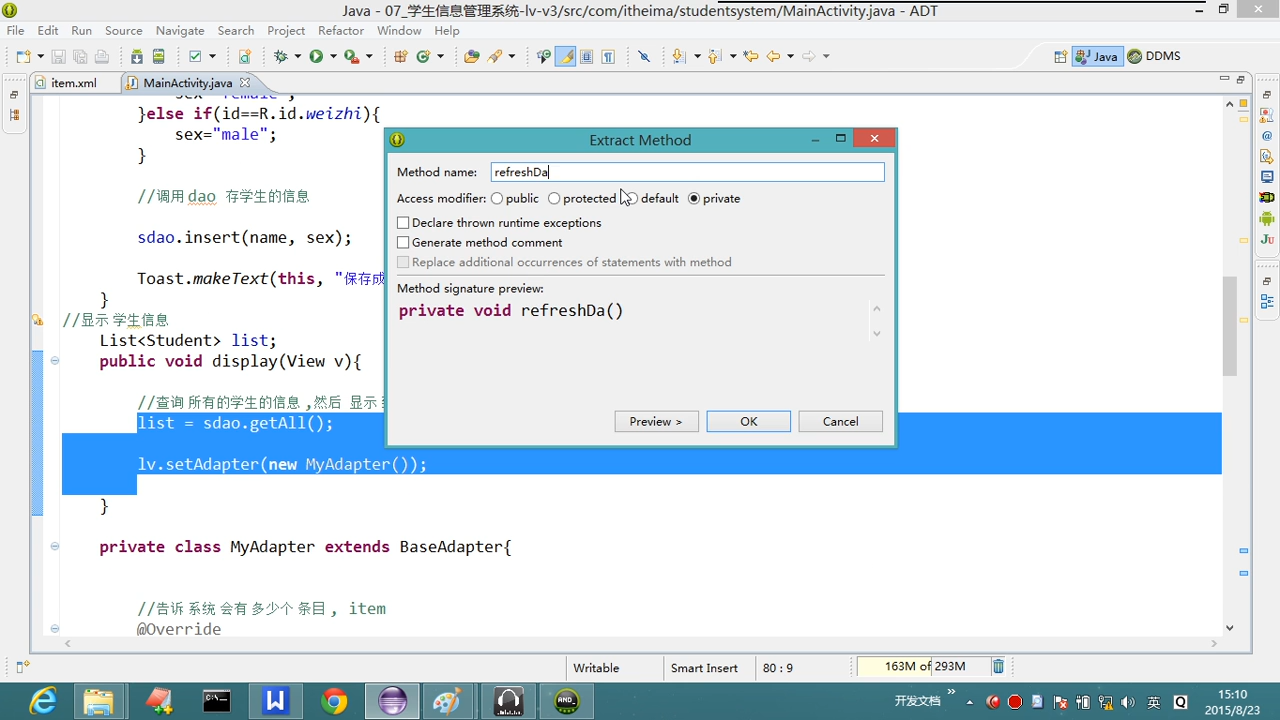 Java - 07_学生信息管理系统-lv-v3/src/com/itheima/studentsystem/MainActivity.java - ADT
File Edit Run Source Navigate Search Project Refactor Window Help
Java DDMS
item.xml MainActivity.java
}else if(id==R.id.weizhi){
sex="male";
}
//调用 dao 存学生的信息
sdao.insert(name, sex);
Toast.makeText(this, "保存成
}
//显示 学生信息
List<Student> list;
public void display(View v){
//查询 所有的学生的信息 ,然后 显示
list = sdao.getAll();
lv.setAdapter(new MyAdapter());
}
private class MyAdapter extends BaseAdapter{
//告诉 系统 会有 多少个 条目 , item
@Override
Extract Method
Method name: refreshDa
Access modifier: public protected default private
Declare thrown runtime exceptions
Generate method comment
Replace additional occurrences of statements with method
Method signature preview:
private void refreshDa()
Preview > OK Cancel
Writable Smart Insert 80 : 9 163M of 293M
开发文档 » 英 15:10
2015/8/23